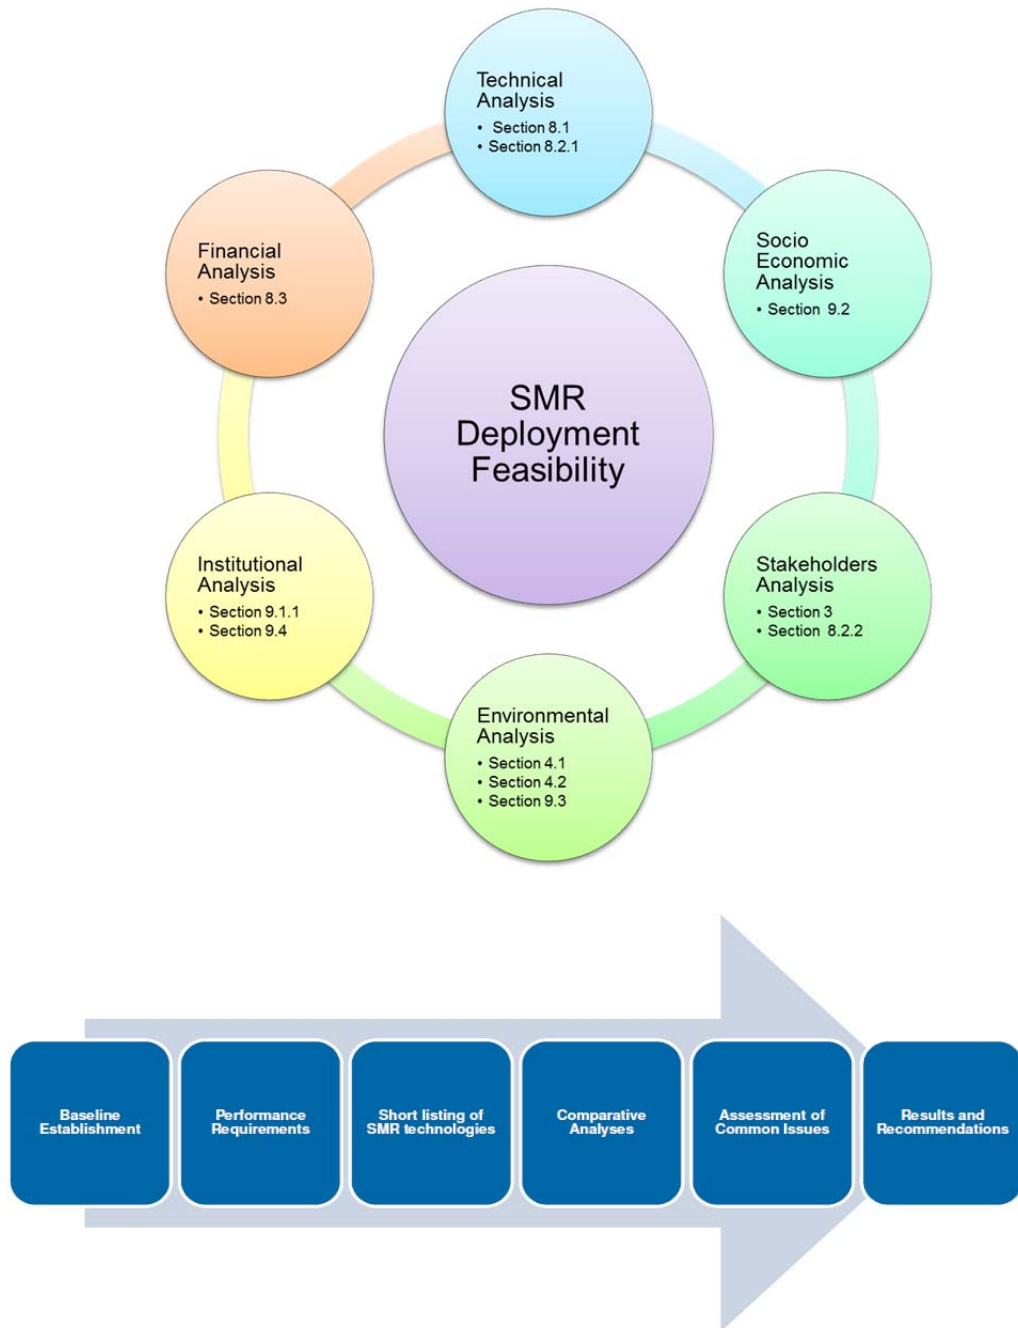 Technical
Analysis
• Section 8.1
• Section 8.2.1
Socio
Economic
Analysis
• Section 9.2
Stakeholders
Analysis
• Section 3
• Section 8.2.2
Environmental
Analysis
• Section 4.1
• Section 4.2
• Section 9.3
Institutional
Analysis
• Section 9.1.1
• Section 9.4
Financial
Analysis
• Section 8.3
SMR
Deployment
Feasibility
Baseline
Establishment
Performance
Requirements
Short listing of
SMR technologies
Comparative
Analyses
Assessment of
Common Issues
Results and
Recommendations